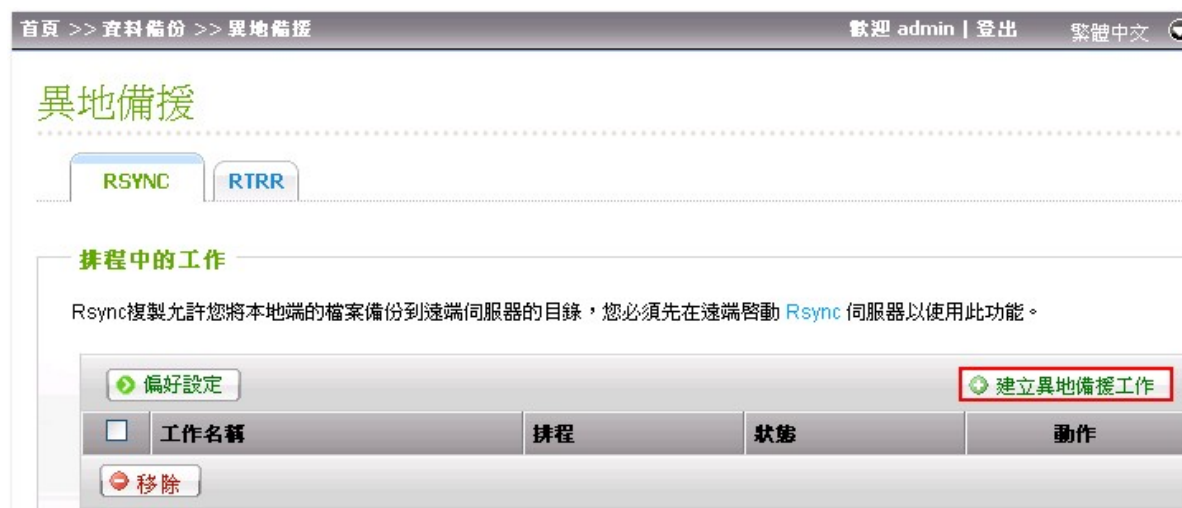 首頁 >> 資料備份 >> 異地備援 歡迎 admin | 登出 繁體中文
異地備援
RSYNC RTRR
排程中的工作
Rsync複製允許您將本地端的檔案備份到遠端伺服器的目錄，您必須先在遠端啓動 Rsync 伺服器以使用此功能。
偏好設定 建立異地備援工作
工作名稱 排程 狀態 動作
移除